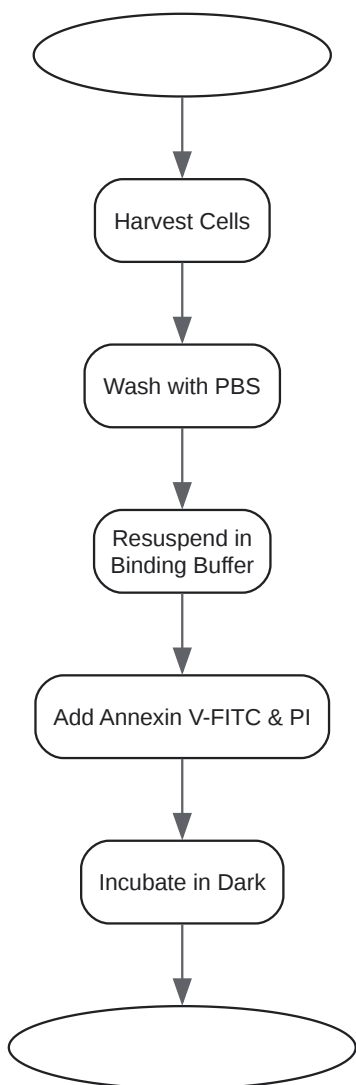 Harvest Cells
Wash with PBS
Resuspend in
Binding Buffer
Add Annexin V-FITC & PI
Incubate in Dark